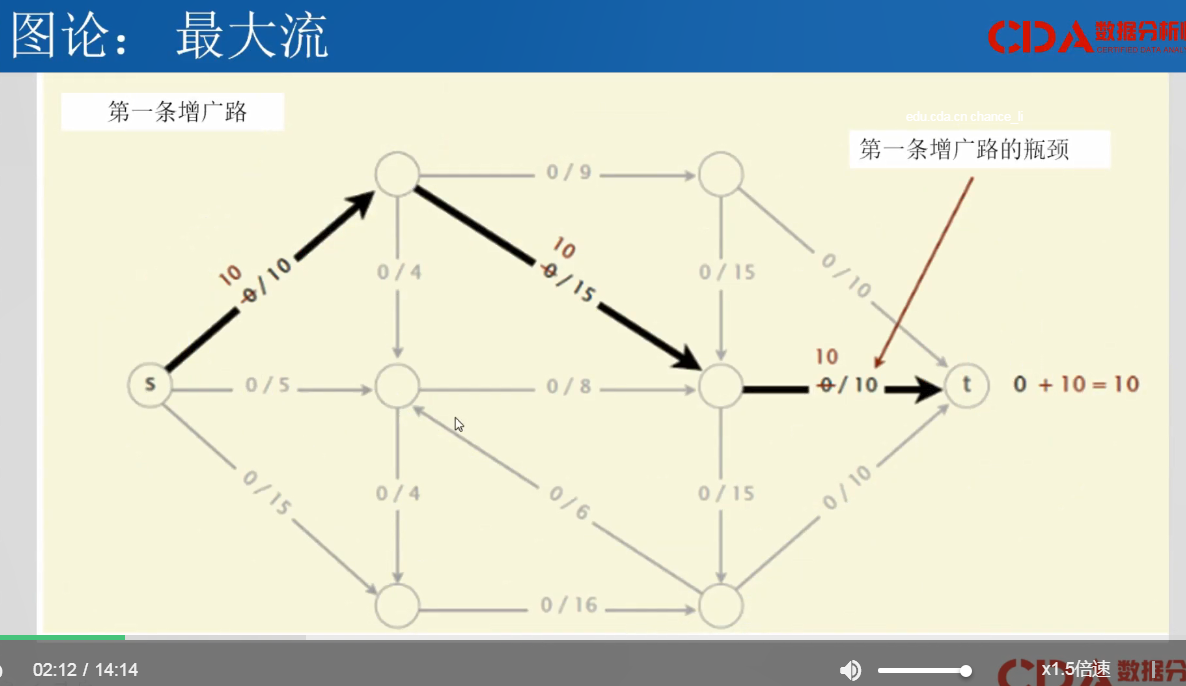 图论： 最大流
CDA 数据分析
CERTIFIED DATA ANAL
第一条增广路
edu.cda.cn chance_li
第一条增广路的瓶颈
0 / 9
10
0 / 10
10
0 / 15
0 / 4
0 / 15
0 / 10
s
0 / 5
0 / 8
10
0 / 10
t
0 + 10 = 10
0 / 15
0 / 4
0 / 6
0 / 15
0 / 10
0 / 16
02:12 / 14:14
x1.5倍速
CDA 数据分